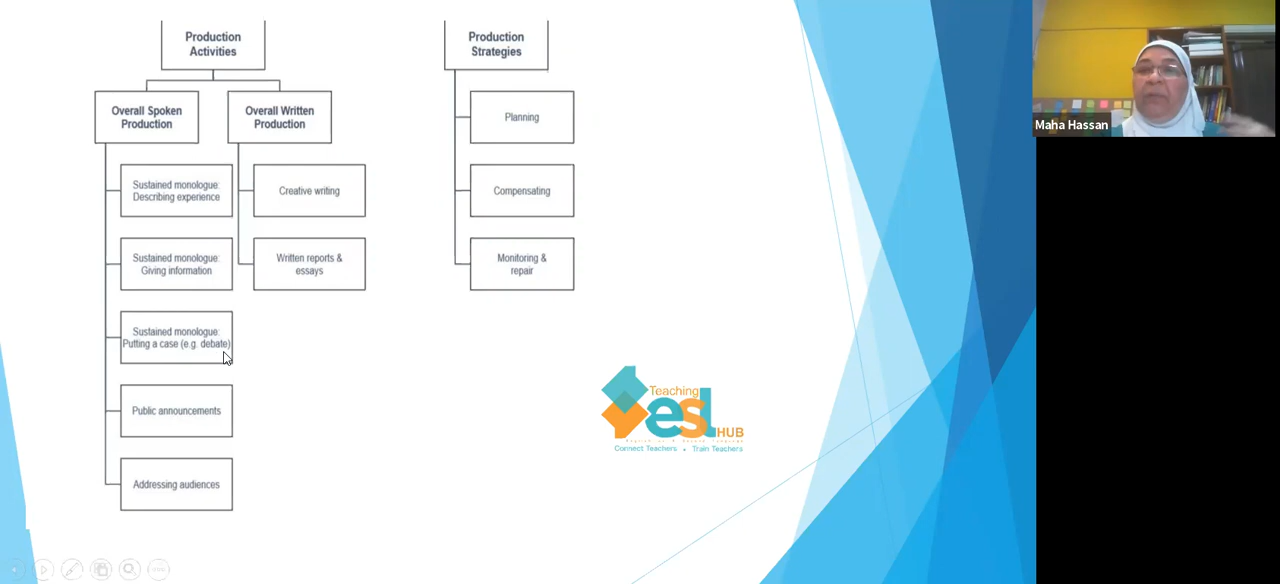 Production
Activities
Production
Strategies
Overall Spoken
Production
Overall Written
Production
Planning
Sustained monologue:
Describing experience
Creative writing
Compensating
Sustained monologue:
Giving information
Written reports &
essays
Monitoring &
repair
Sustained monologue:
Putting a case (e.g. debate)
Public announcements
Addressing audiences
Teaching
esl
HUB
Connect Teachers • Train Teachers
Maha Hassan